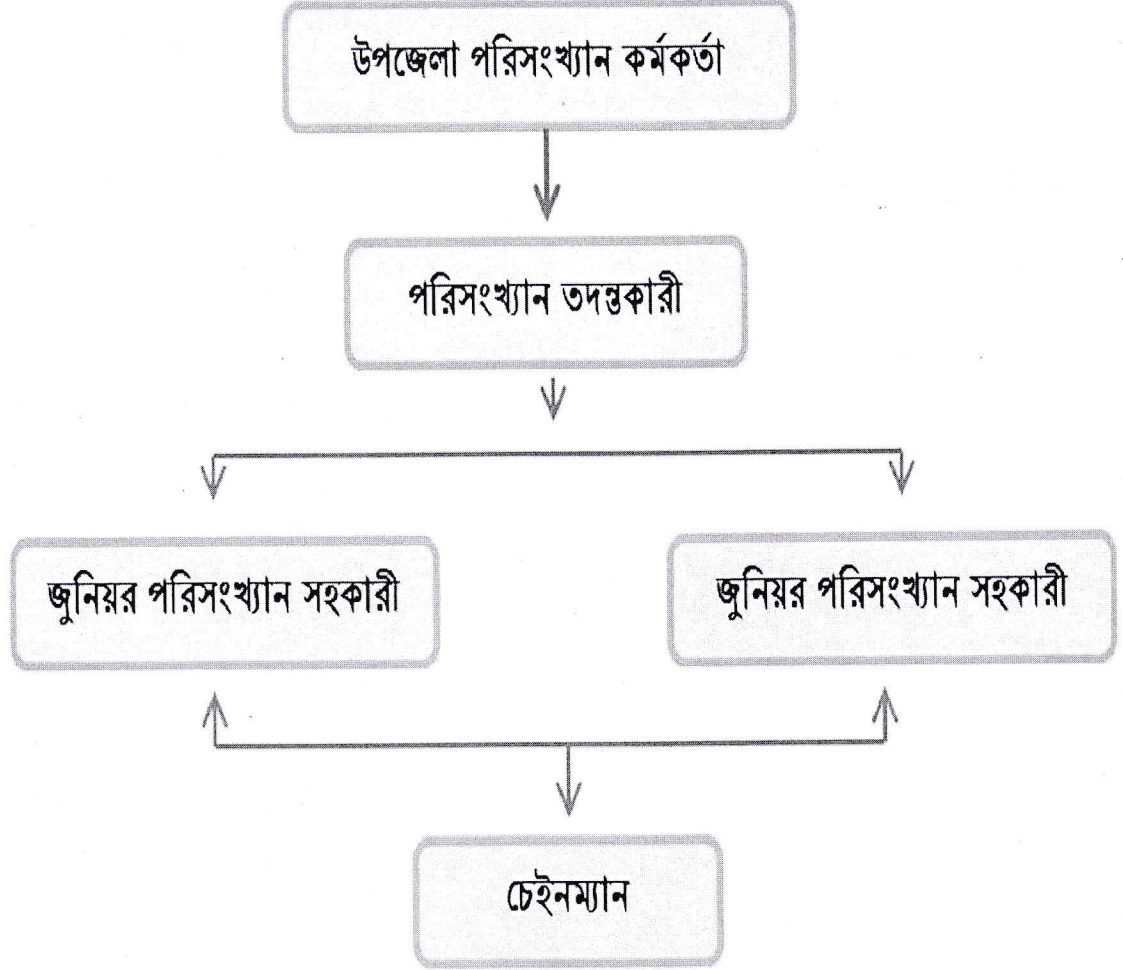 উপজেলা পরিসংখ্যান কর্মকর্তা
পরিসংখ্যান তদন্তকারী
জুনিয়র পরিসংখ্যান সহকারী
জুনিয়র পরিসংখ্যান সহকারী
চেইনম্যান